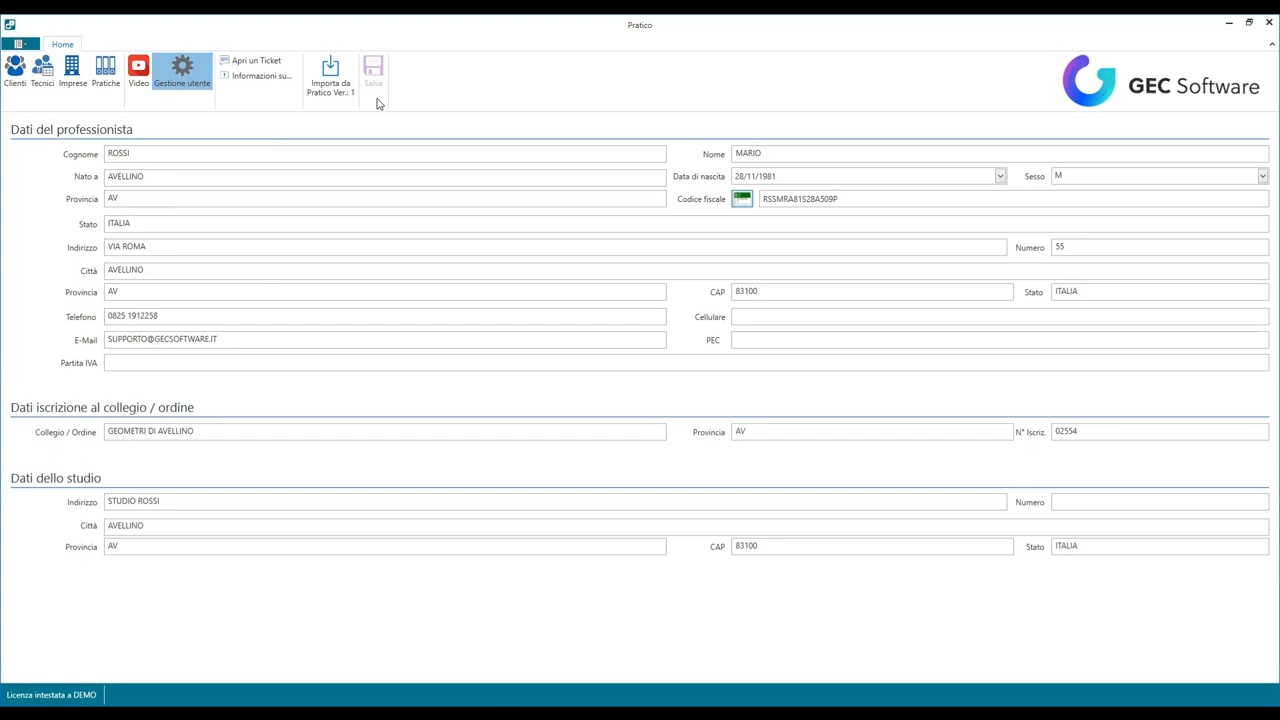 Pratico
Home
Clienti
Tecnici
Imprese
Pratiche
Video
Gestione utente
Apri un Ticket
Informazioni su...
Importa da
Pratico Ver.: 1
Salva
GEC Software
Dati del professionista
Cognome ROSSI Nome MARIO
Nato a AVELLINO Data di nascita 28/11/1981 Sesso M
Provincia AV Codice fiscale RSSMRA81S28A509P
Stato ITALIA
Indirizzo VIA ROMA Numero 55
Città AVELLINO
Provincia AV CAP 83100 Stato ITALIA
Telefono 0825 1912258 Cellulare
E-Mail SUPPORTO@GECSOFTWARE.IT PEC
Partita IVA
Dati iscrizione al collegio / ordine
Collegio / Ordine GEOMETRI DI AVELLINO Provincia AV N° Iscriz. 02554
Dati dello studio
Indirizzo STUDIO ROSSI Numero
Città AVELLINO
Provincia AV CAP 83100 Stato ITALIA
Licenza intestata a DEMO